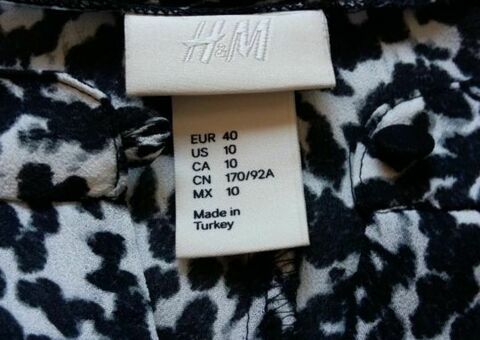 H&M
EUR 40
US 10
CA 10
CN 170/92A
MX 10
Made in
Turkey